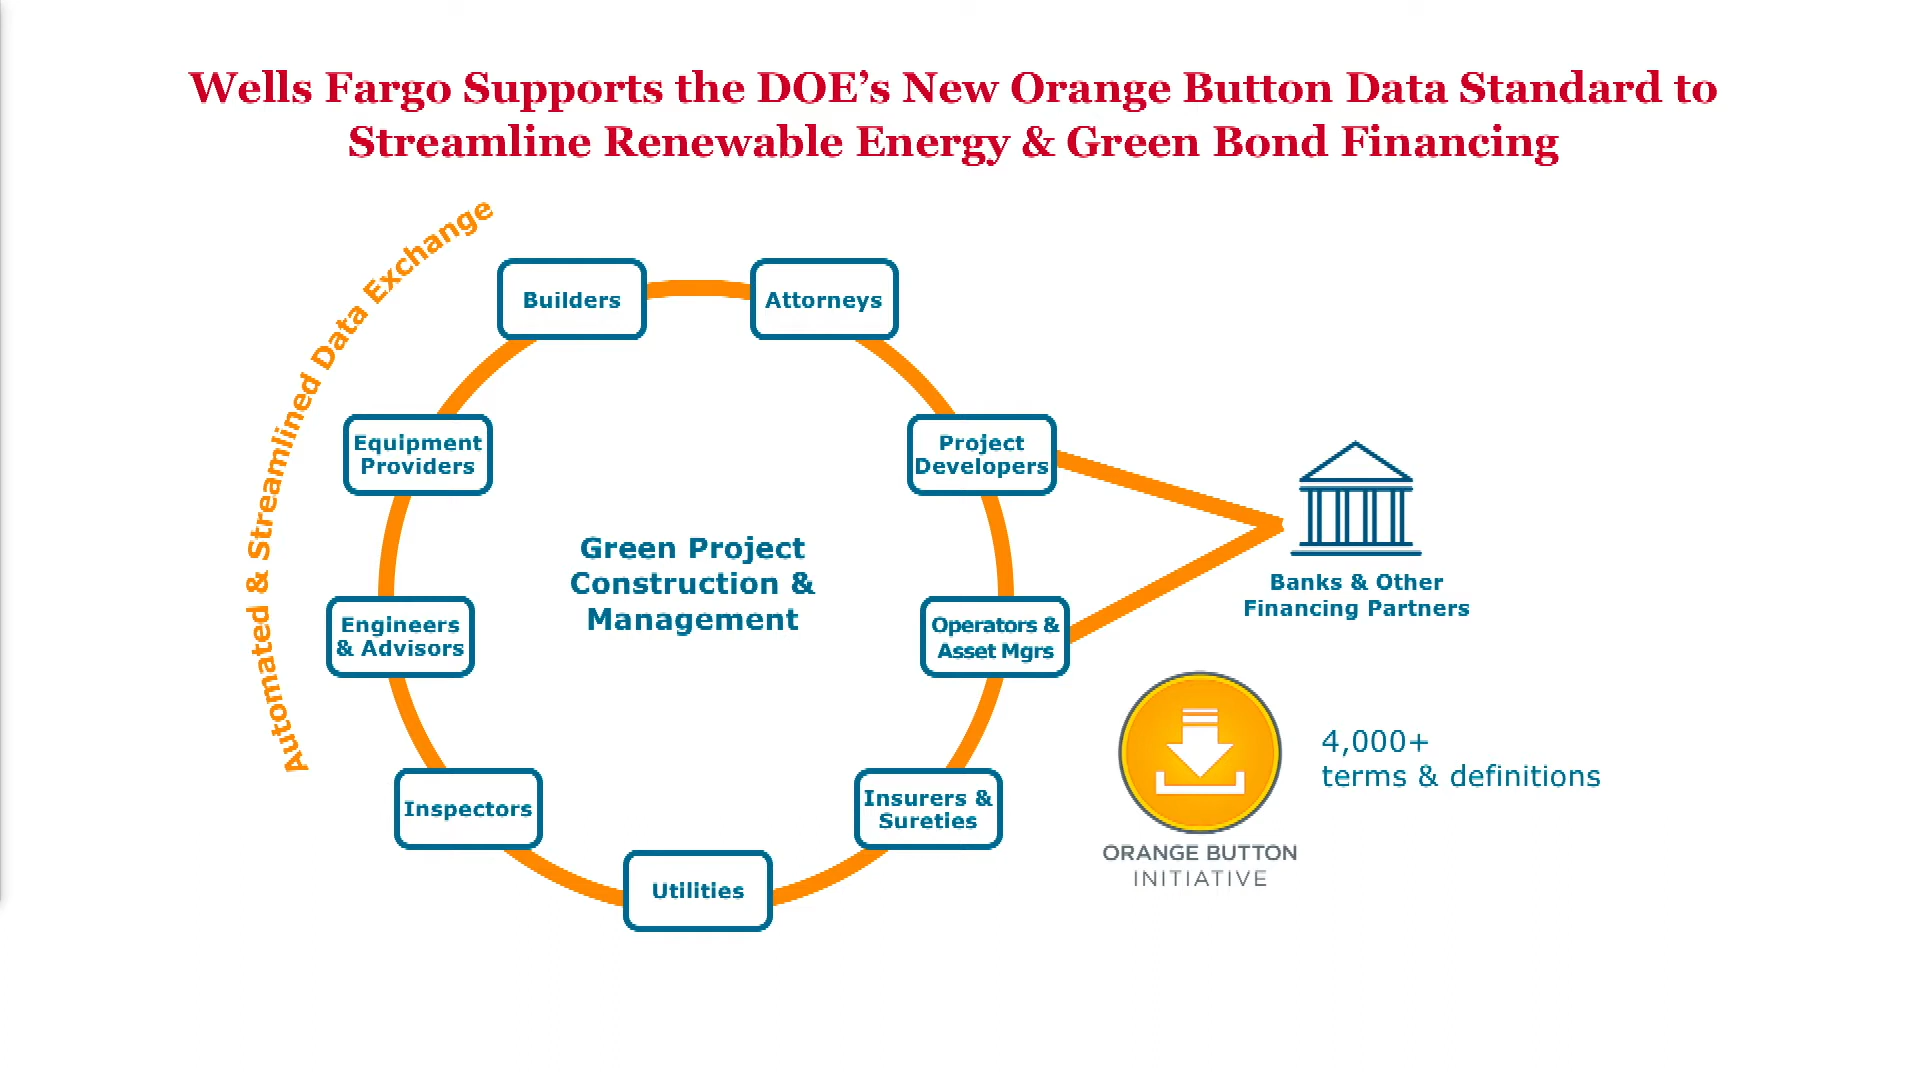 Wells Fargo Supports the DOE’s New Orange Button Data Standard to
Streamline Renewable Energy & Green Bond Financing
Automated & Streamlined Data Exchange
Builders
Attorneys
Equipment
Providers
Project
Developers
Green Project
Construction &
Management
Banks & Other
Financing Partners
Engineers
& Advisors
Operators &
Asset Mgrs
Inspectors
Insurers &
Sureties
Utilities
4,000+
terms & definitions
ORANGE BUTTON
INITIATIVE